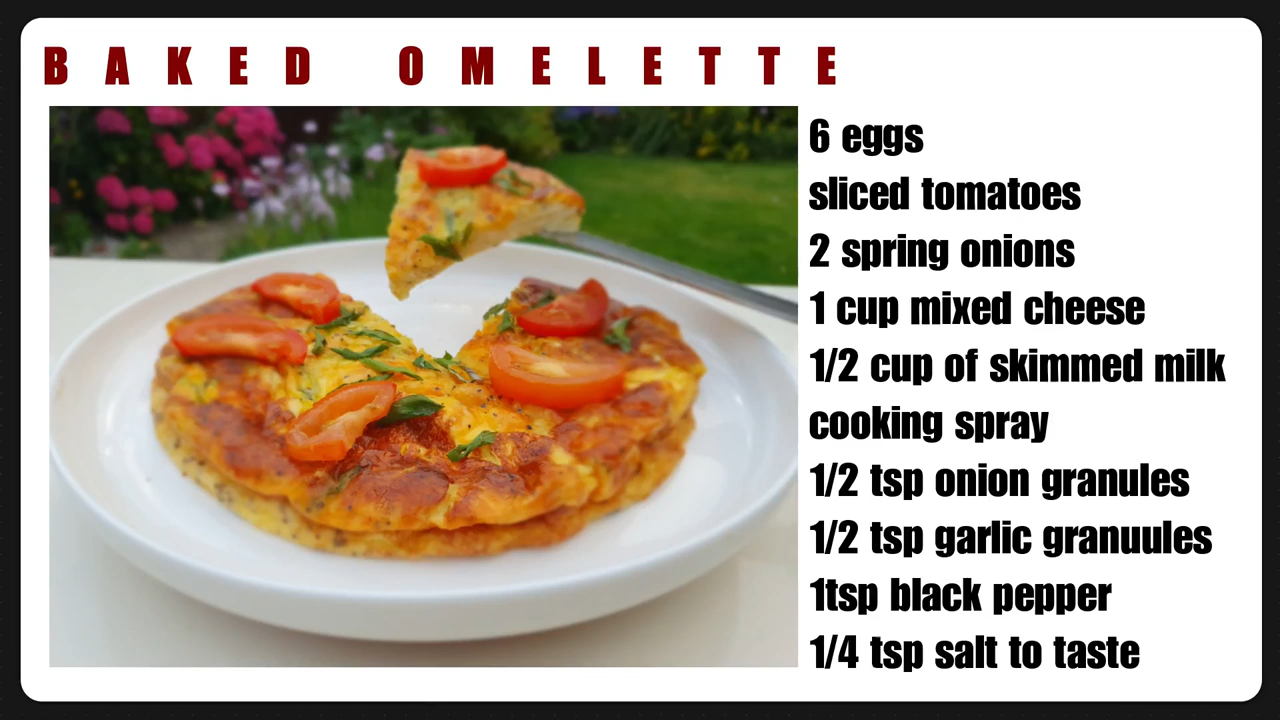 BAKED OMELETTE
6 eggs
sliced tomatoes
2 spring onions
1 cup mixed cheese
1/2 cup of skimmed milk
cooking spray
1/2 tsp onion granules
1/2 tsp garlic granuules
1tsp black pepper
1/4 tsp salt to taste